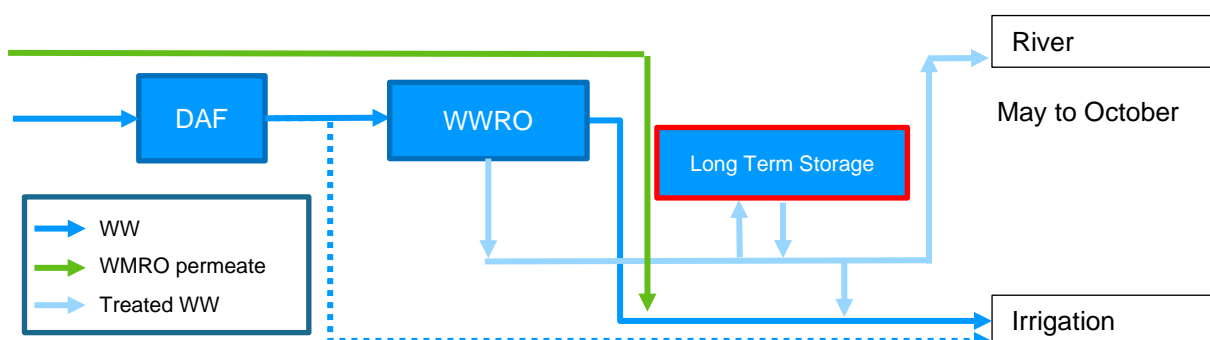 River
May to October
DAF
WWRO
Long Term Storage
WW
WMRO permeate
Treated WW
Irrigation